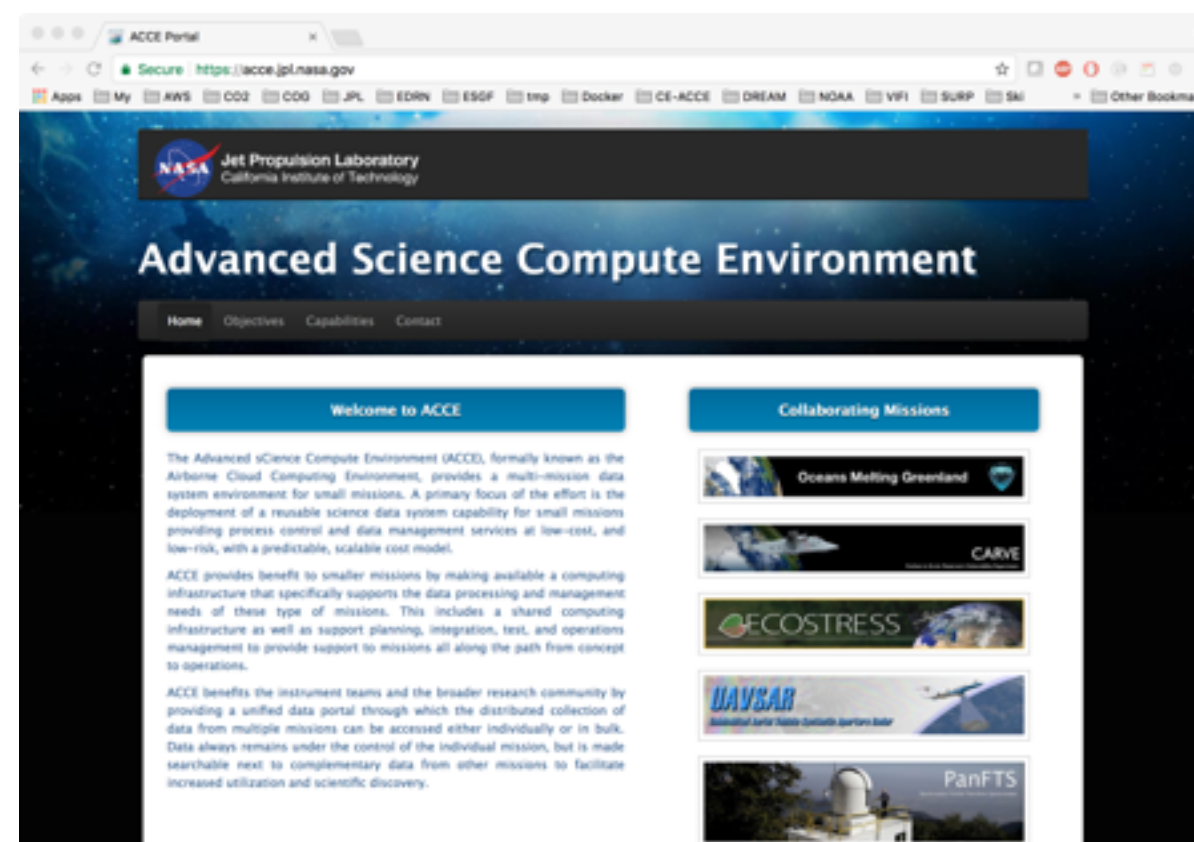 ACCE Portal
Secure https://acce.jpl.nasa.gov
Apps My AWS CO2 COG JPL EDRN ESGF tmp Docker CE-ACCE DREAM NOAA VIFI SURP Ski » Other Bookma
NASA
Jet Propulsion Laboratory
California Institute of Technology
Advanced Science Compute Environment
Home Objectives Capabilities Contact
Welcome to ACCE
The Advanced sCience Compute Environment (ACCE), formally known as the
Airborne Cloud Computing Environment, provides a multi-mission data
system environment for small missions. A primary focus of the effort is the
deployment of a reusable science data system capability for small missions
providing process control and data management services at low-cost, and
low-risk, with a predictable, scalable cost model.
ACCE provides benefit to smaller missions by making available a computing
infrastructure that specifically supports the data processing and management
needs of these type of missions. This includes a shared computing
infrastructure as well as support planning, integration, test, and operations
management to provide support to missions all along the path from concept
to operations.
ACCE benefits the instrument teams and the broader research community by
providing a unified data portal through which the distributed collection of
data from multiple missions can be accessed either individually or in bulk.
Data always remains under the control of the individual mission, but is made
searchable next to complementary data from other missions to facilitate
increased utilization and scientific discovery.
Collaborating Missions
Oceans Melting Greenland
CARVE
ECOSTRESS
UAVSAR
PanFTS